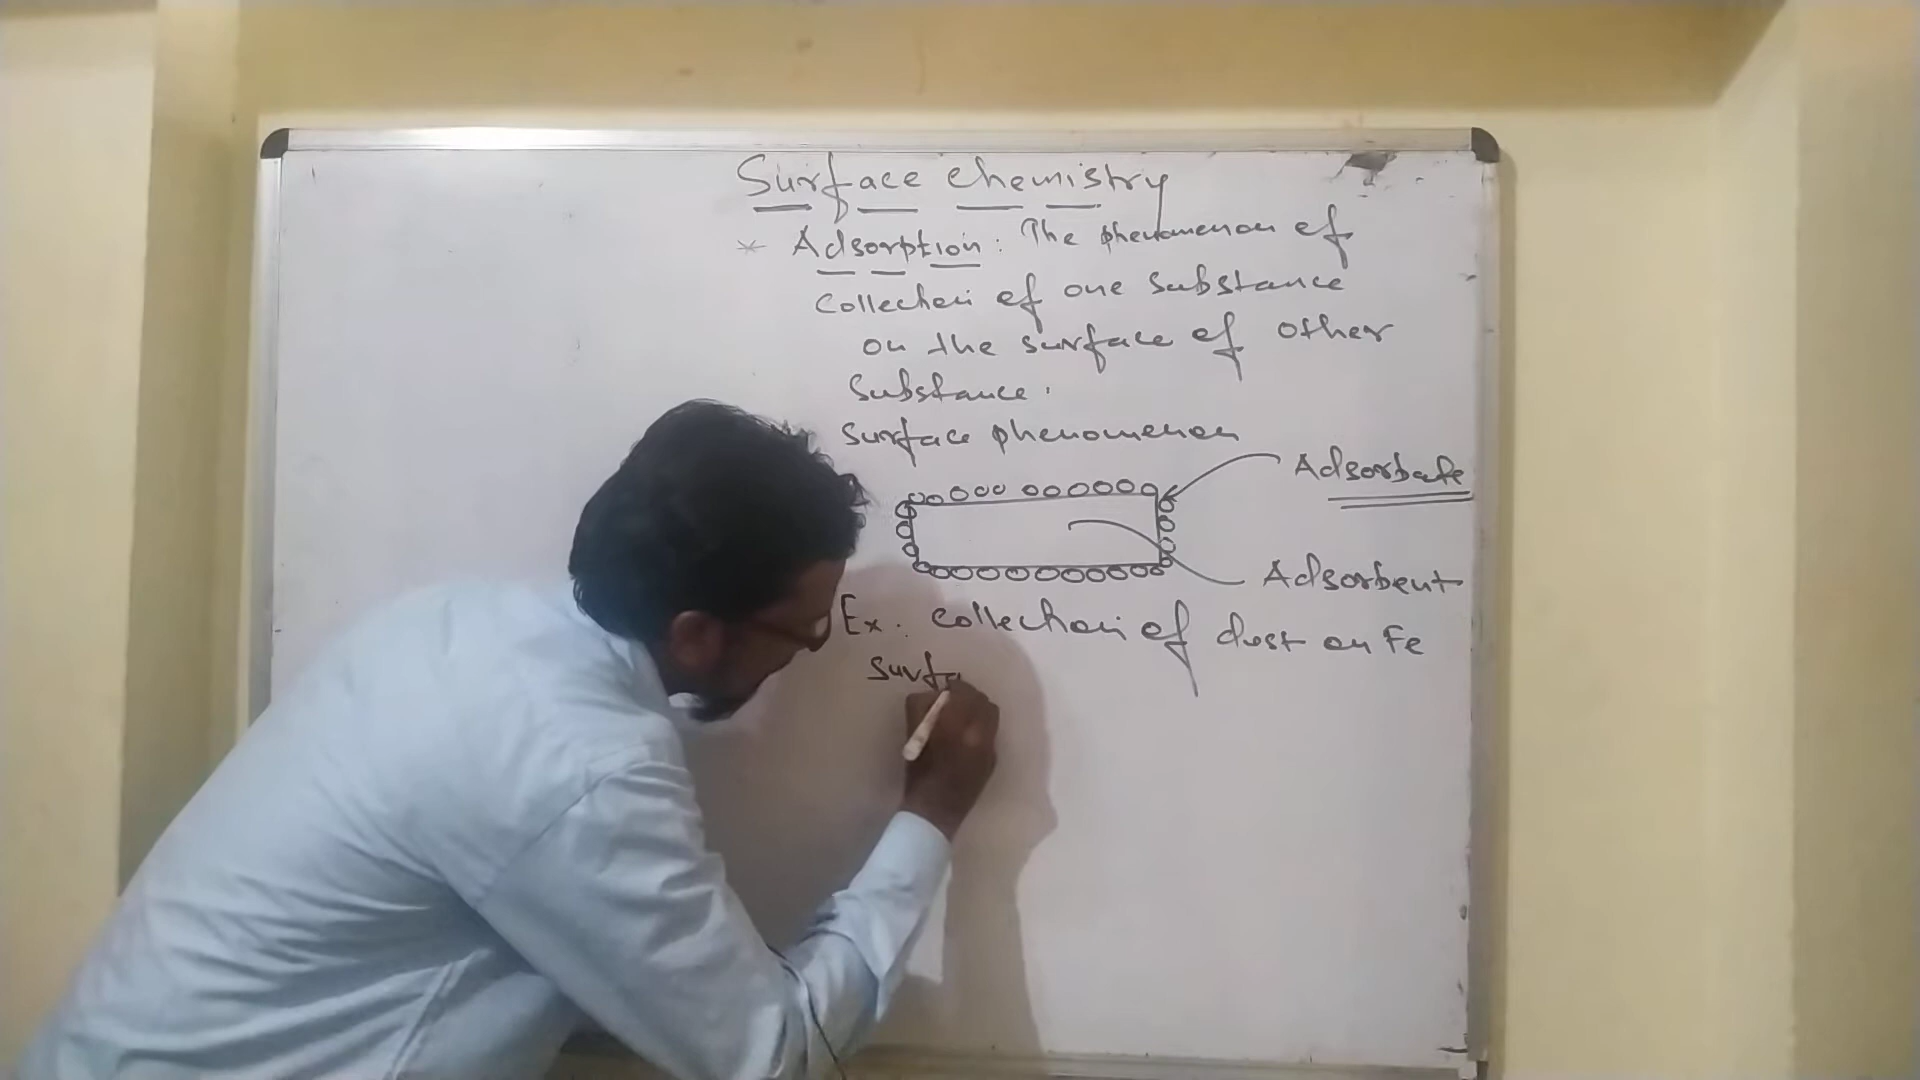 Surface chemistry
* Adsorption: The phenomenon of
collection of one substance
on the surface of other
substance.
Surface phenomenon
Adsorbate
Adsorbent
Ex. collection of dust on Fe
surfa